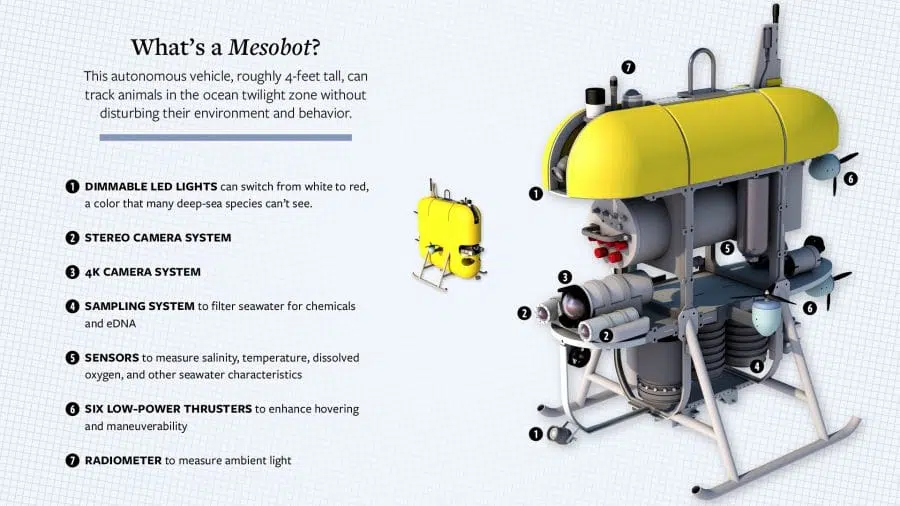 What's a Mesobot?
This autonomous vehicle, roughly 4-feet tall, can
track animals in the ocean twilight zone without
disturbing their environment and behavior.
1 DIMMABLE LED LIGHTS can switch from white to red,
a color that many deep-sea species can't see.
2 STEREO CAMERA SYSTEM
3 4K CAMERA SYSTEM
4 SAMPLING SYSTEM to filter seawater for chemicals
and eDNA
5 SENSORS to measure salinity, temperature, dissolved
oxygen, and other seawater characteristics
6 SIX LOW-POWER THRUSTERS to enhance hovering
and maneuverability
7 RADIOMETER to measure ambient light
7
6
1
5
3
6
2
2
4
1